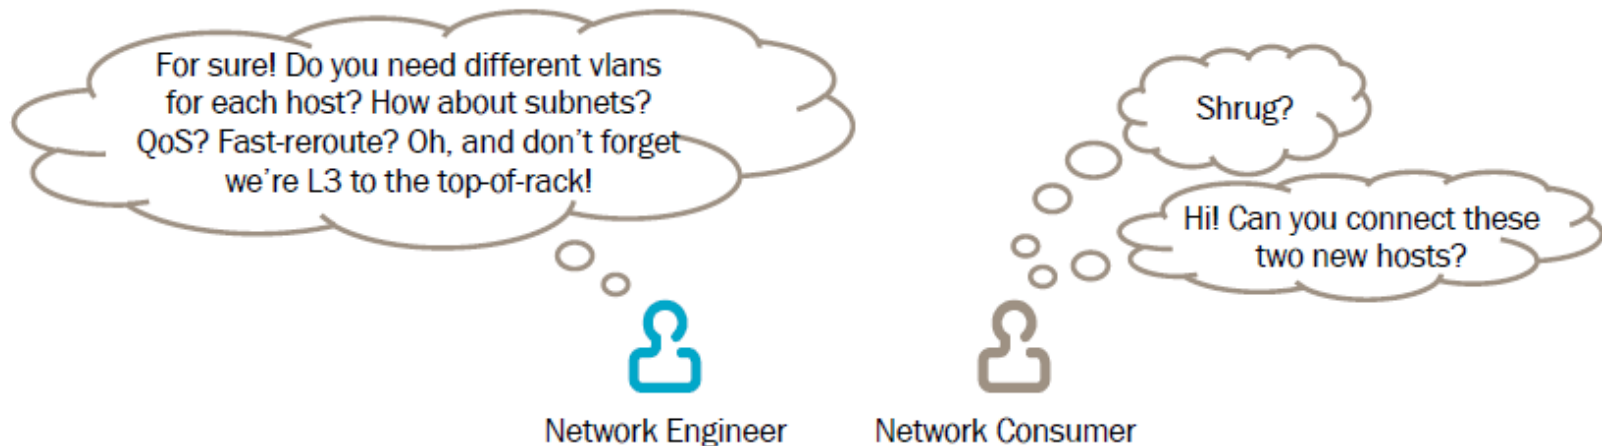 For sure! Do you need different vlans
for each host? How about subnets?
QoS? Fast-reroute? Oh, and don't forget
we're L3 to the top-of-rack!
Shrug?
Hi! Can you connect these
two new hosts?
Network Engineer
Network Consumer